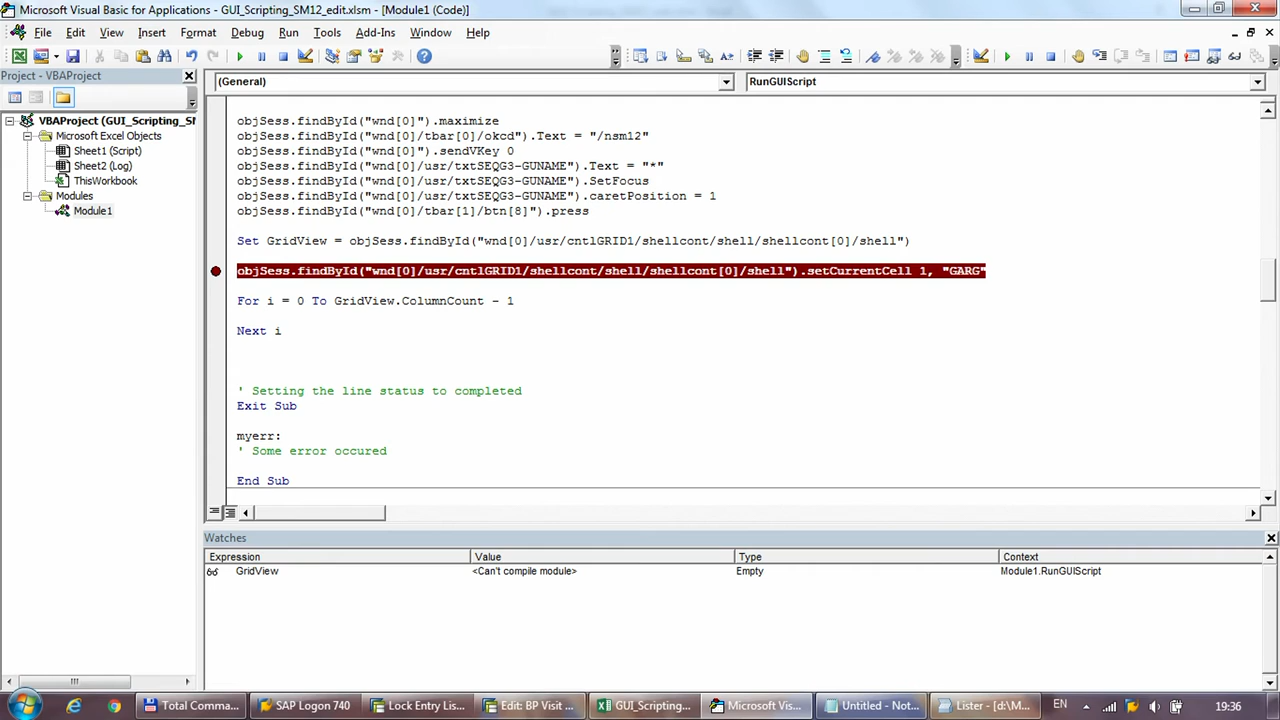 Microsoft Visual Basic for Applications - GUI_Scripting_SM12_edit.xlsm - [Module1 (Code)]
File Edit View Insert Format Debug Run Tools Add-Ins Window Help
Project - VBAProject
(General) RunGUIScript
VBAProject (GUI_Scripting_SM
Microsoft Excel Objects
Sheet1 (Script)
Sheet2 (Log)
ThisWorkbook
Modules
Module1
objSess.findById("wnd[0]").maximize
objSess.findById("wnd[0]/tbar[0]/okcd").Text = "/nsm12"
objSess.findById("wnd[0]").sendVKey 0
objSess.findById("wnd[0]/usr/txtSEQG3-GUNAME").Text = "*"
objSess.findById("wnd[0]/usr/txtSEQG3-GUNAME").SetFocus
objSess.findById("wnd[0]/usr/txtSEQG3-GUNAME").caretPosition = 1
objSess.findById("wnd[0]/tbar[1]/btn[8]").press
Set GridView = objSess.findById("wnd[0]/usr/cntlGRID1/shellcont/shell/shellcont[0]/shell")
objSess.findById("wnd[0]/usr/cntlGRID1/shellcont/shell/shellcont[0]/shell").setCurrentCell 1, "GARG"
For i = 0 To GridView.ColumnCount - 1
Next i
' Setting the line status to completed
Exit Sub
myerr:
' Some error occured
End Sub
Watches
Expression Value Type Context
GridView <Can't compile module> Empty Module1.RunGUIScript
Total Comma... SAP Logon 740 Lock Entry Lis... Edit: BP Visit ... GUI_Scripting... Microsoft Vis... Untitled - Not... Lister - [d:\M... EN 19:36